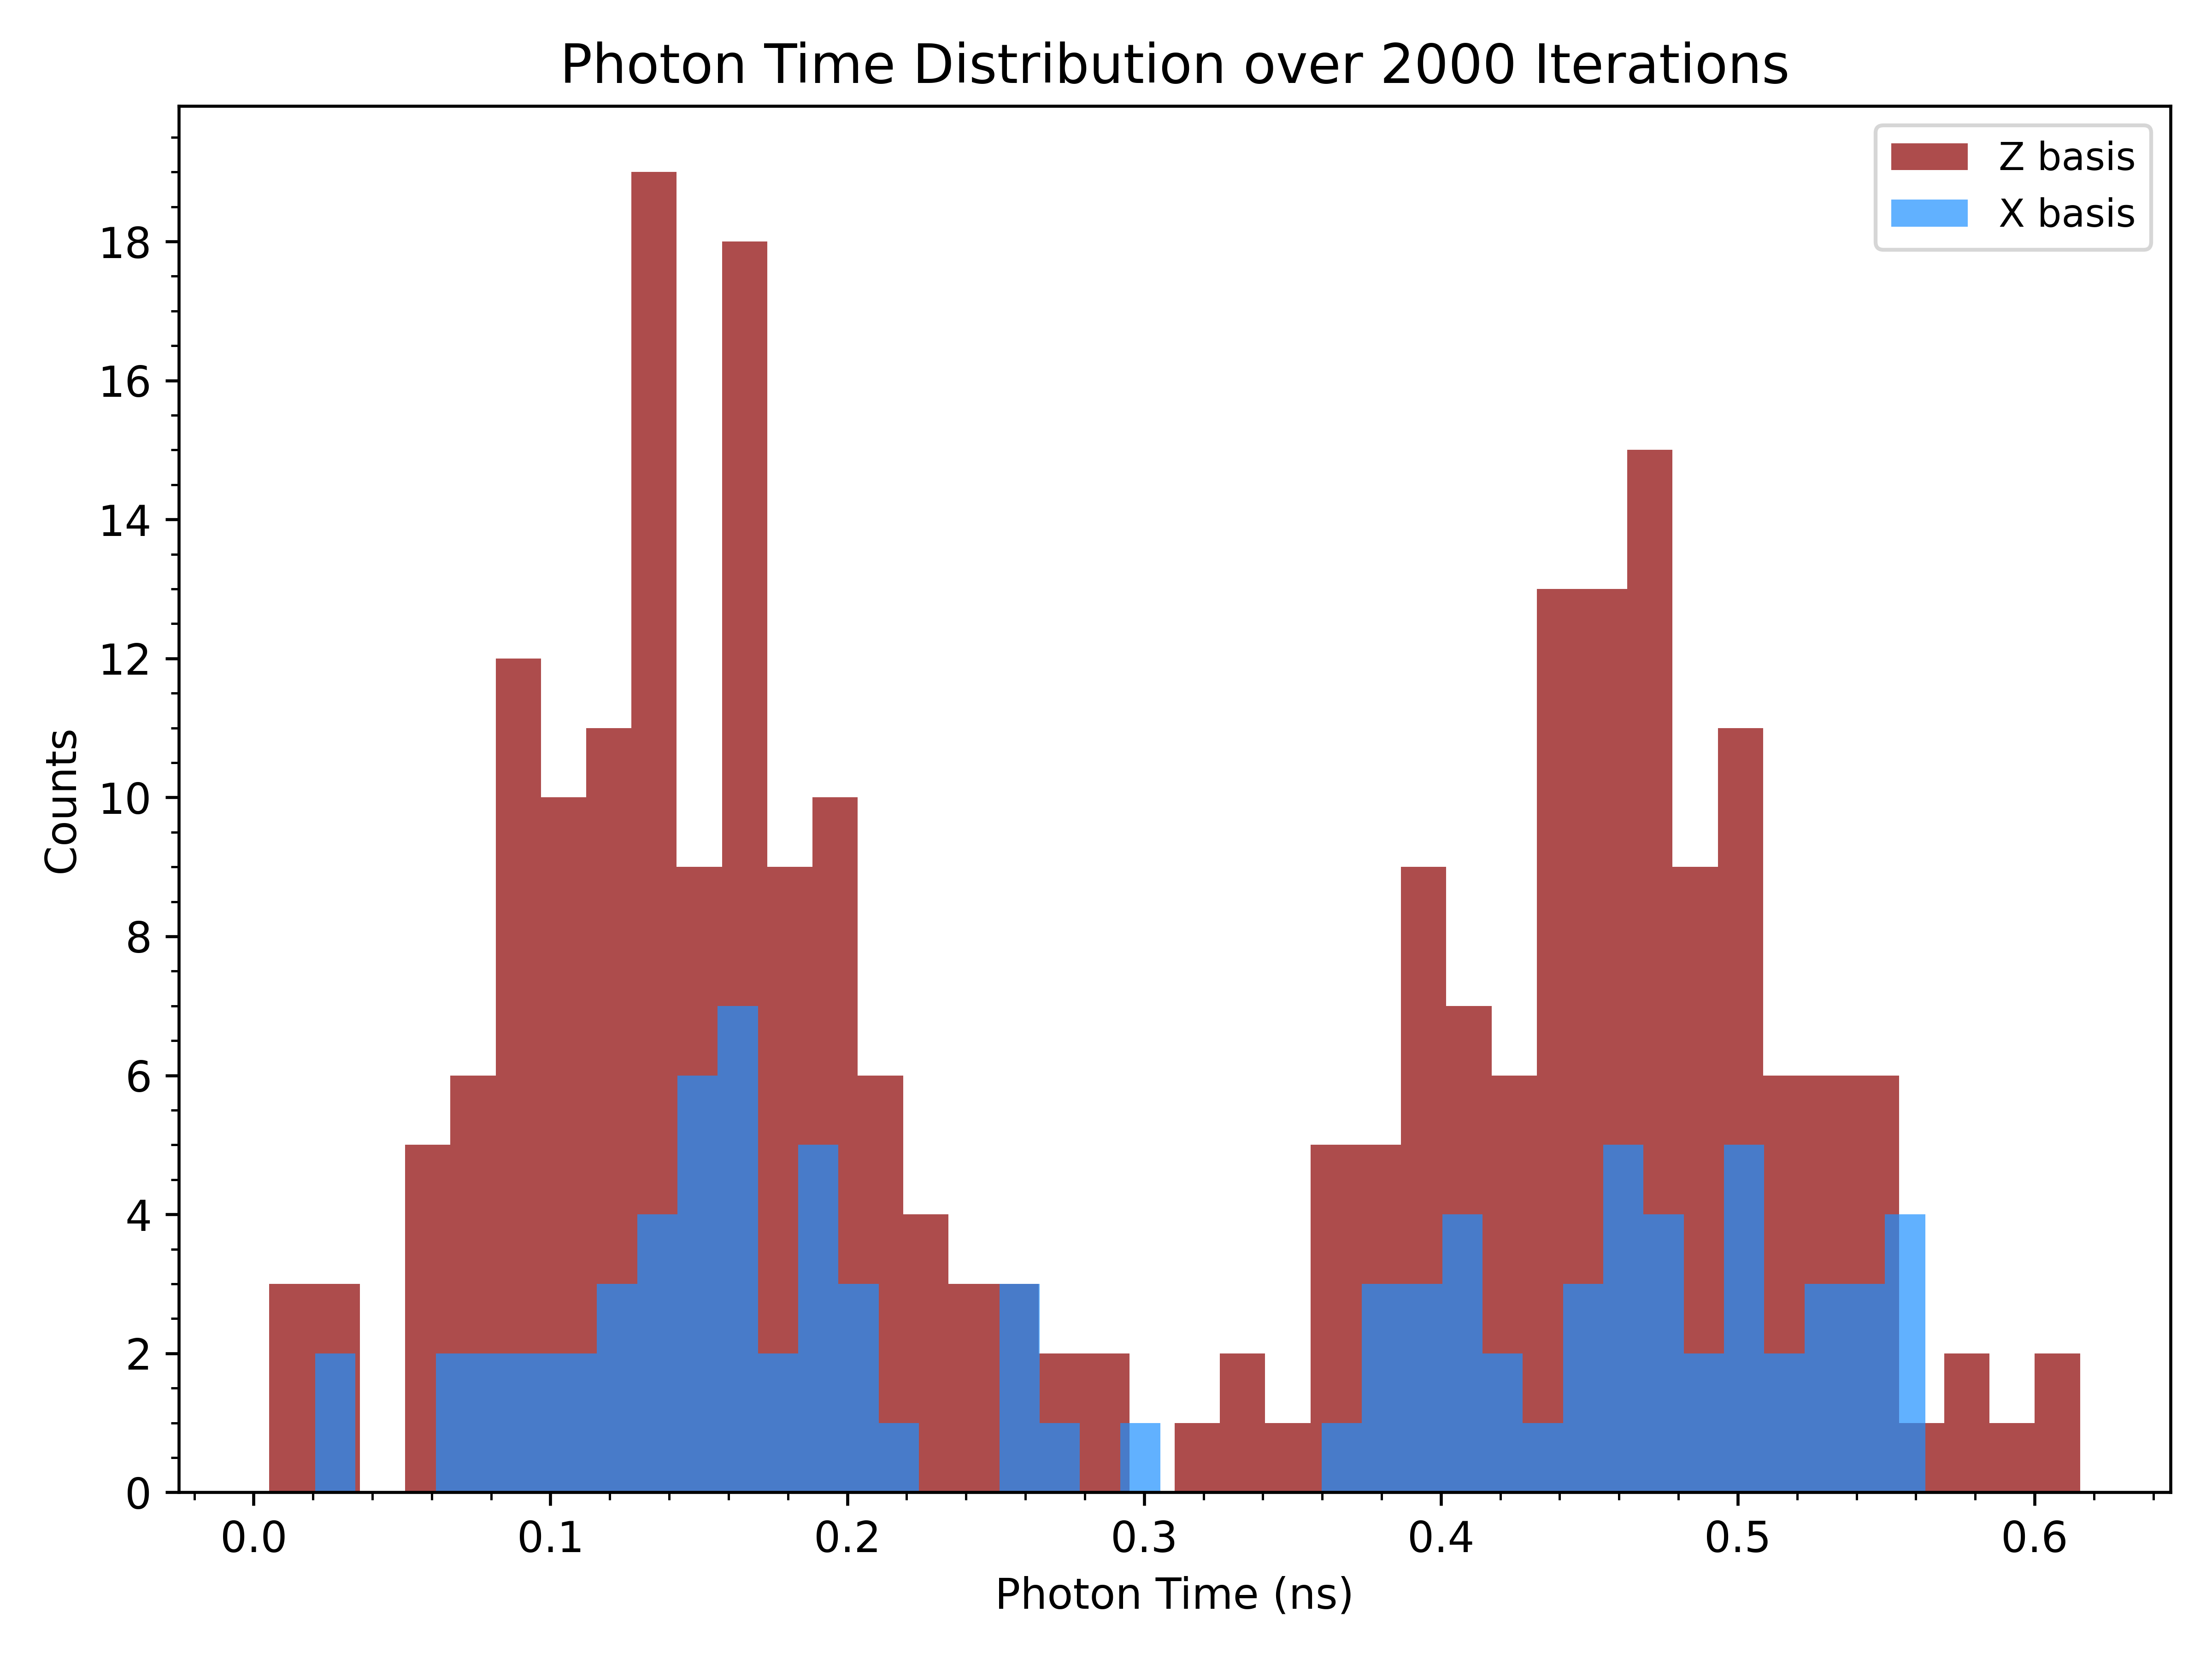 Photon Time Distribution over 2000 Iterations
Z basis
X basis
Counts
18
16
14
12
10
8
6
4
2
0
0.0 0.1 0.2 0.3 0.4 0.5 0.6
Photon Time (ns)